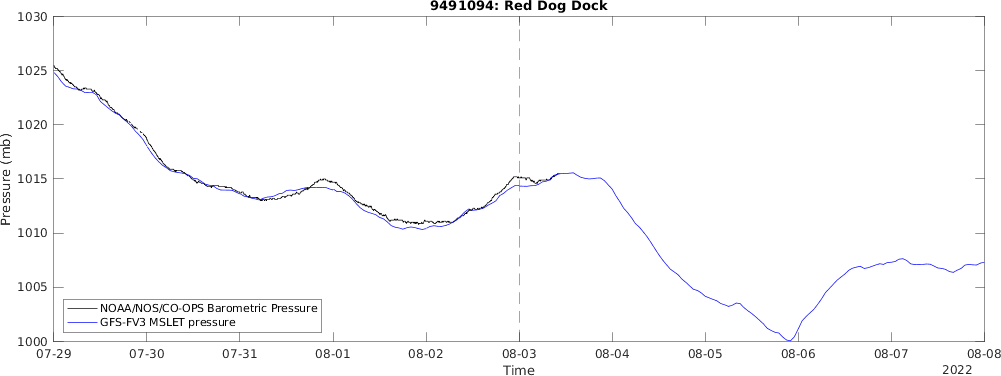 9491094: Red Dog Dock
1030
1025
1020
1015
1010
1005
1000
Pressure (mb)
NOAA/NOS/CO-OPS Barometric Pressure
GFS-FV3 MSLET pressure
07-29 07-30 07-31 08-01 08-02 08-03 08-04 08-05 08-06 08-07 08-08
Time
2022